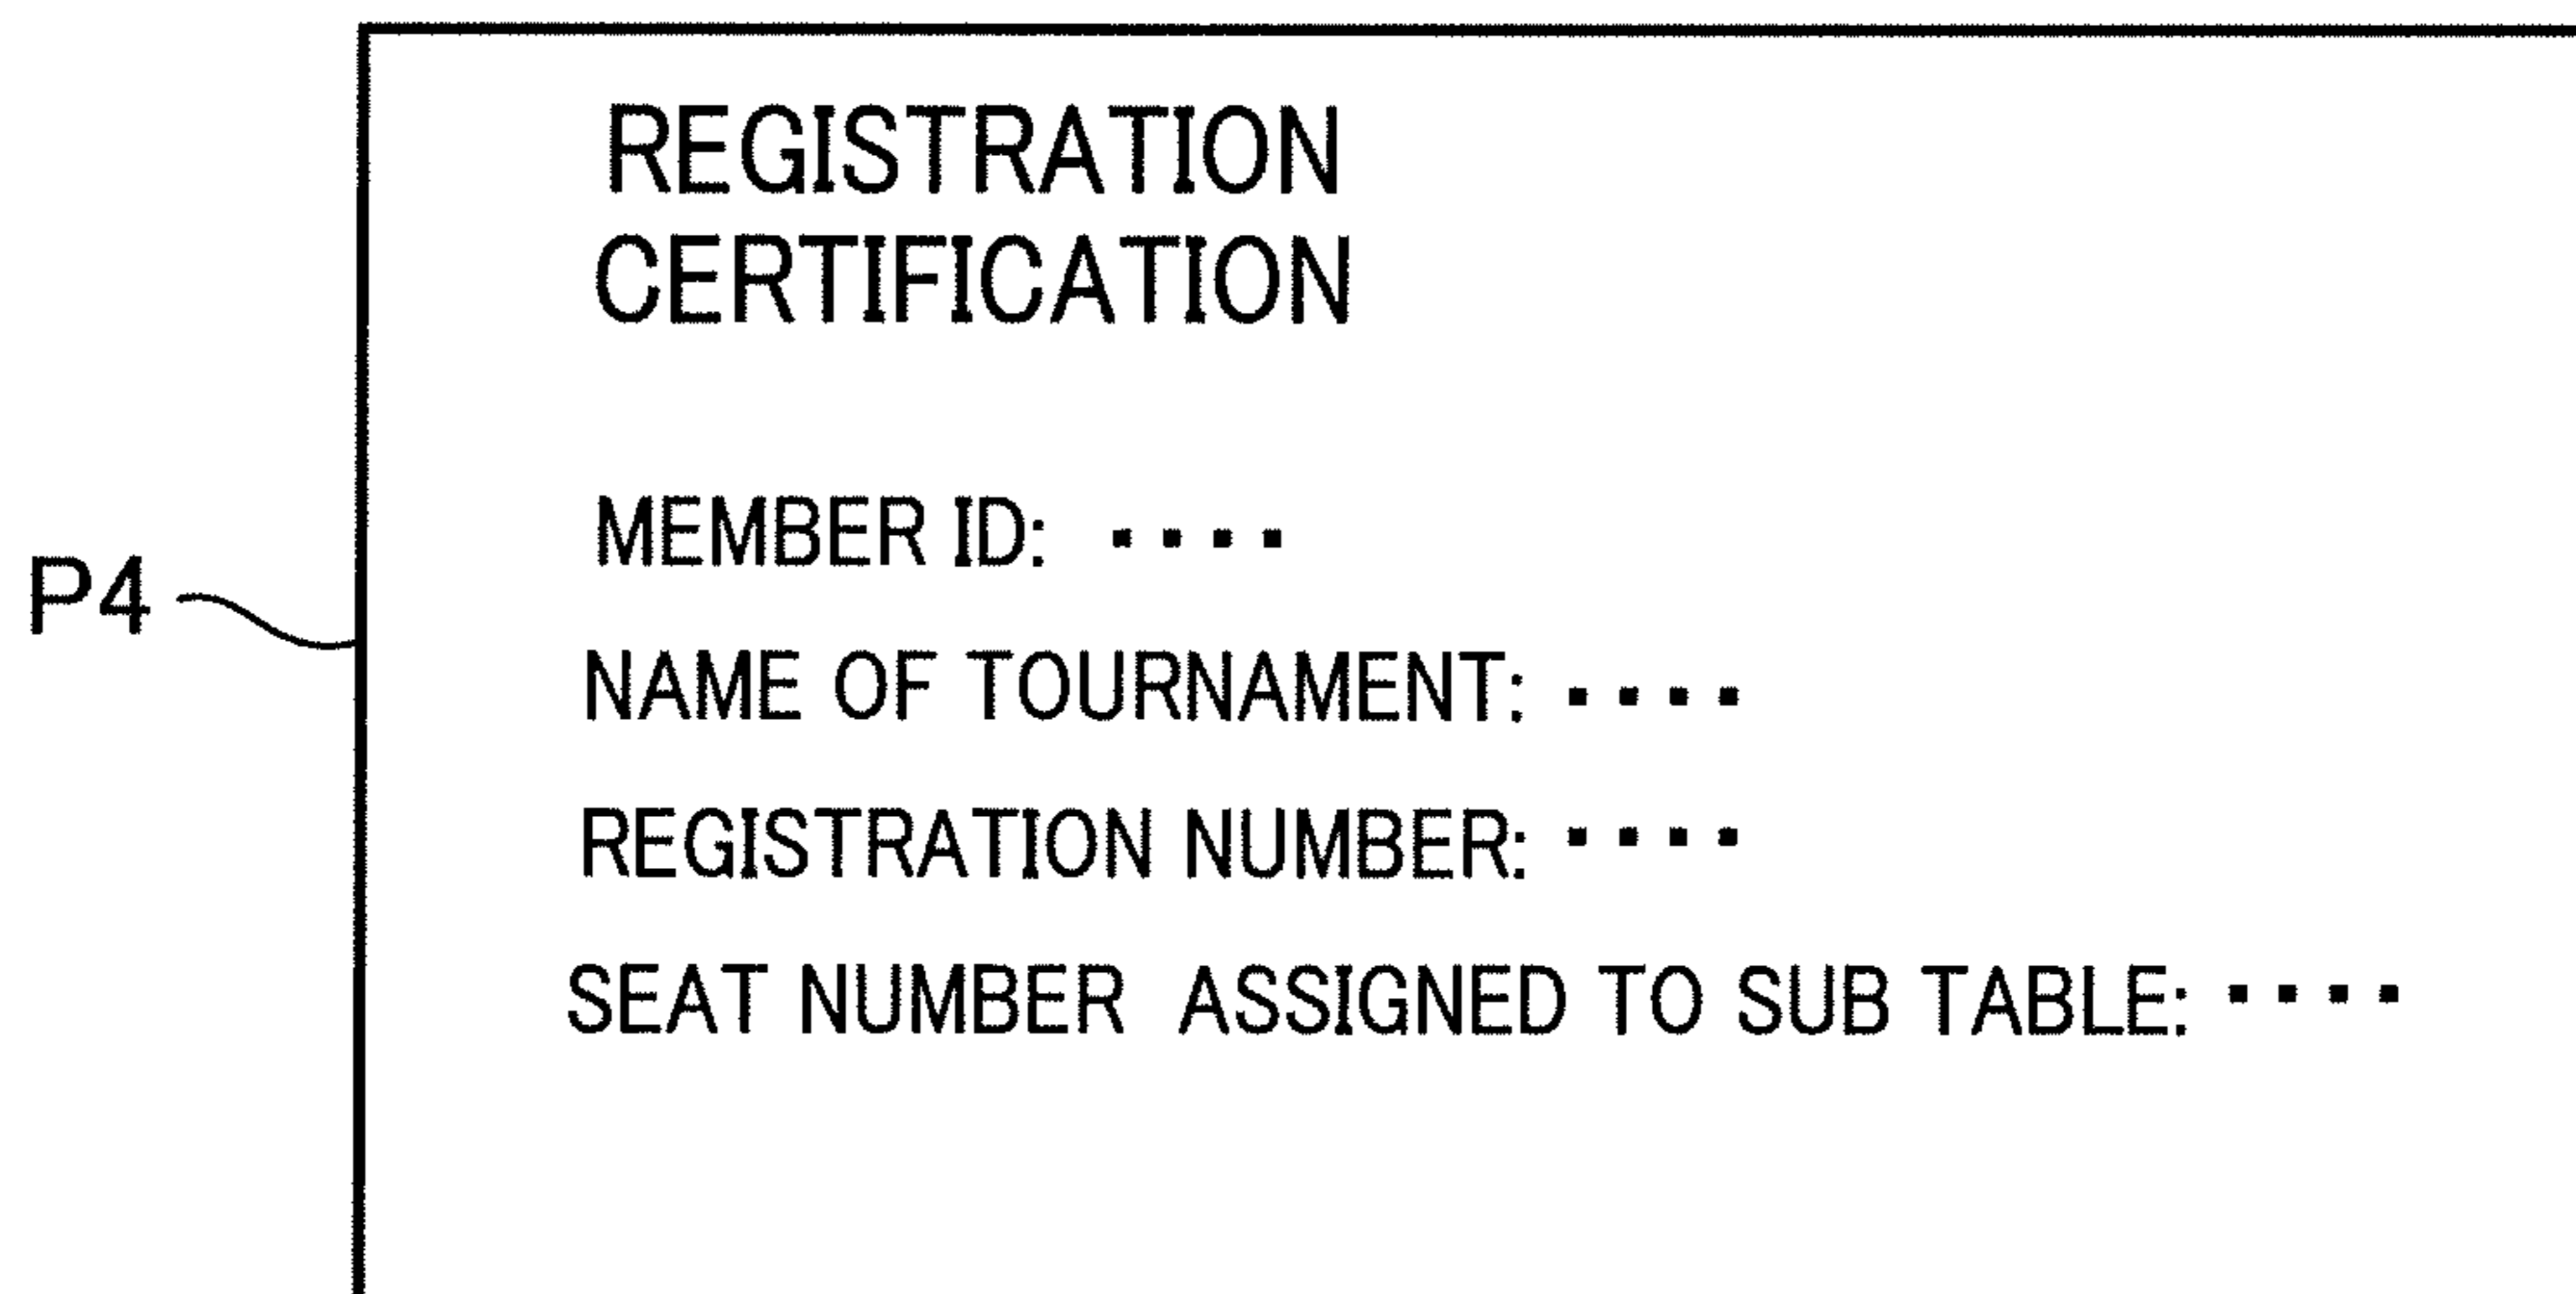 REGISTRATION
CERTIFICATION
MEMBER ID: ····
P4
NAME OF TOURNAMENT: ····
REGISTRATION NUMBER: ····
SEAT NUMBER ASSIGNED TO SUB TABLE: ····